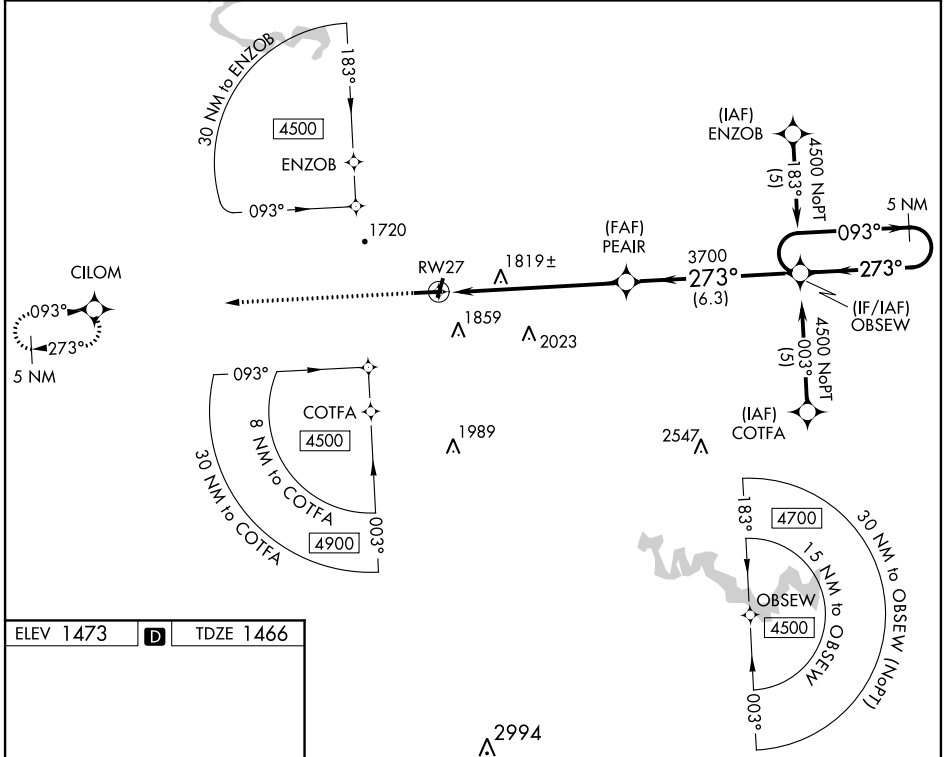 30 NM to ENZOB
183°
4500
ENZOB
093°
1720
(IAF)
ENZOB
4500 NoPT
183°
(5)
5 NM
093°
273°
(FAF)
PEAIR
3700
273°
(6.3)
(IF/IAF)
OBSEW
RW27
1819±
1859
2023
CILOM
093°
273°
5 NM
4500 NoPT
003°
(5)
(IAF)
COTFA
093°
COTFA
4500
8 NM to COTFA
30 NM to COTFA
4900
003°
1989
2547
183°
4700
30 NM to OBSEW (NoPT)
15 NM to OBSEW
OBSEW
4500
003°
ELEV 1473 D TDZE 1466
2994